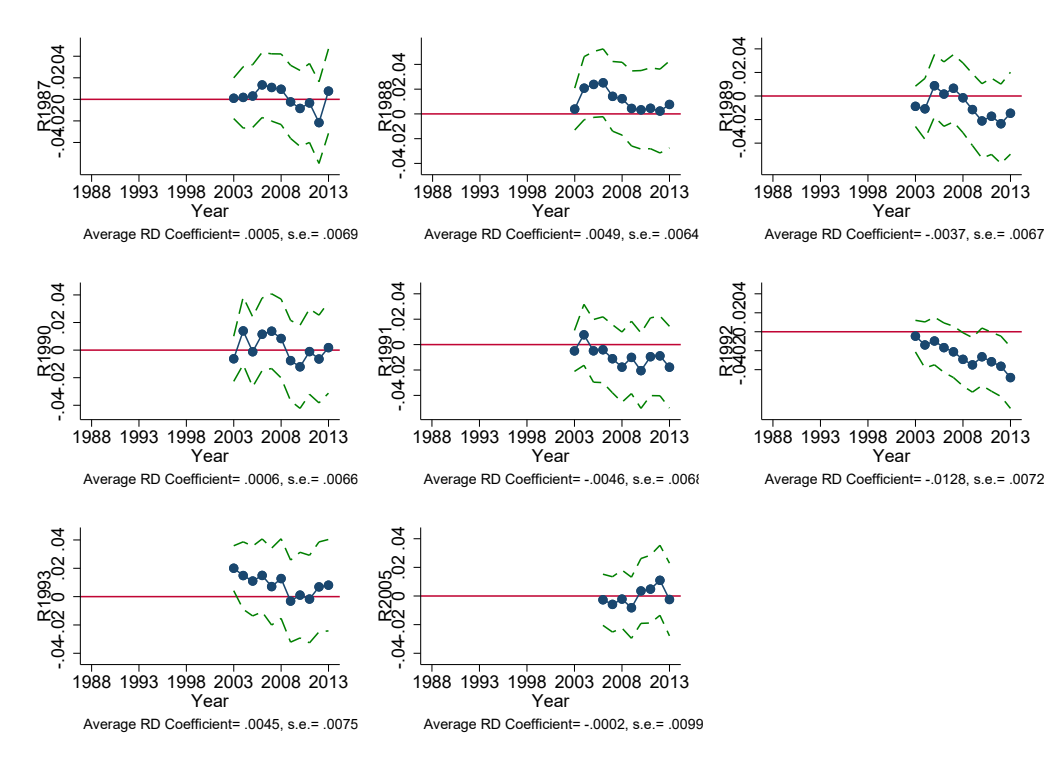 R1987
-.04.020 .0204
1988 1993 1998 2003 2008 2013
Year
Average RD Coefficient= .0005, s.e.= .0069
R1988
-.04.02 0 .02.04
1988 1993 1998 2003 2008 2013
Year
Average RD Coefficient= .0049, s.e.= .0064
R1989
-.04.02 0 .02.04
1988 1993 1998 2003 2008 2013
Year
Average RD Coefficient= -.0037, s.e.= .0067
R1990
-.04.02 0 .02.04
1988 1993 1998 2003 2008 2013
Year
Average RD Coefficient= .0006, s.e.= .0066
R1991
-.04.02 0 .02.04
1988 1993 1998 2003 2008 2013
Year
Average RD Coefficient= -.0046, s.e.= .0068
R1992
-.04020 .0204
1988 1993 1998 2003 2008 2013
Year
Average RD Coefficient= -.0128, s.e.= .0072
R1993
-.04-.02 0 .02 .04
1988 1993 1998 2003 2008 2013
Year
Average RD Coefficient= .0045, s.e.= .0075
R2005
-.04-.02 0 .02 .04
1988 1993 1998 2003 2008 2013
Year
Average RD Coefficient= -.0002, s.e.= .0099